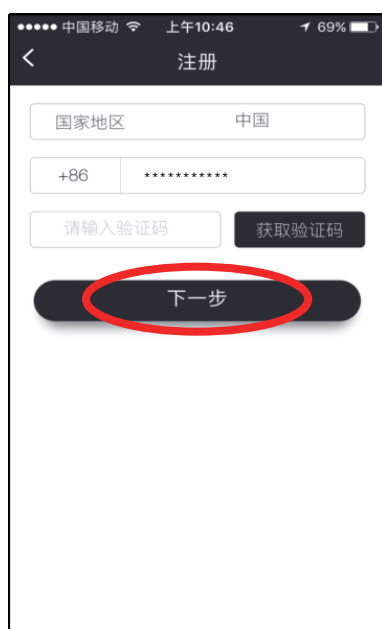 中国移动 上午10:46 69%
注册
国家地区 中国
+86 ***********
请输入验证码 获取验证码
下一步